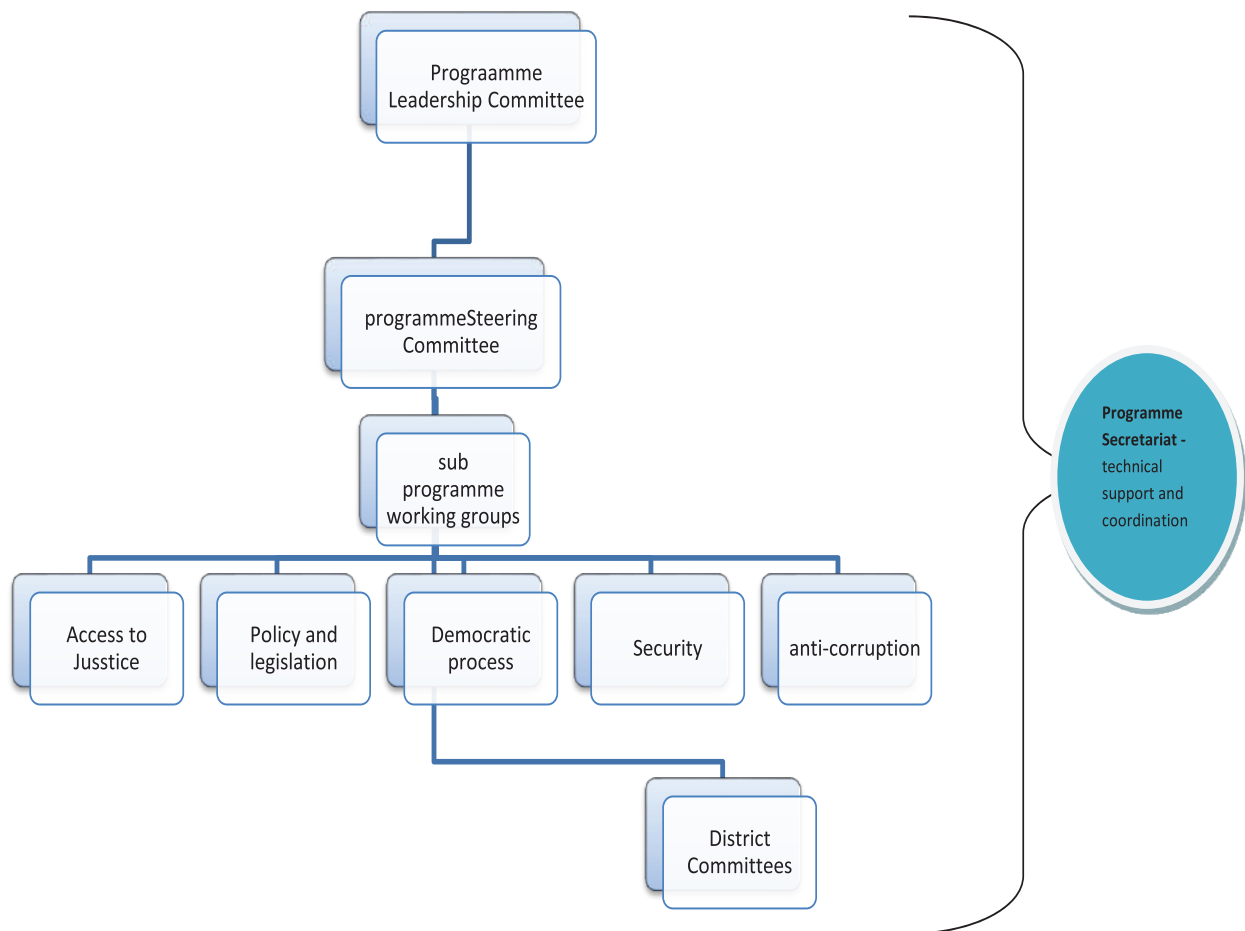 Prograamme
Leadership Committee
programmeSteering
Committee
sub
programme
working groups
Access to
Jusstice
Policy and
legislation
Democratic
process
Security
anti-corruption
District
Committees
Programme
Secretariat -
technical
support and
coordination